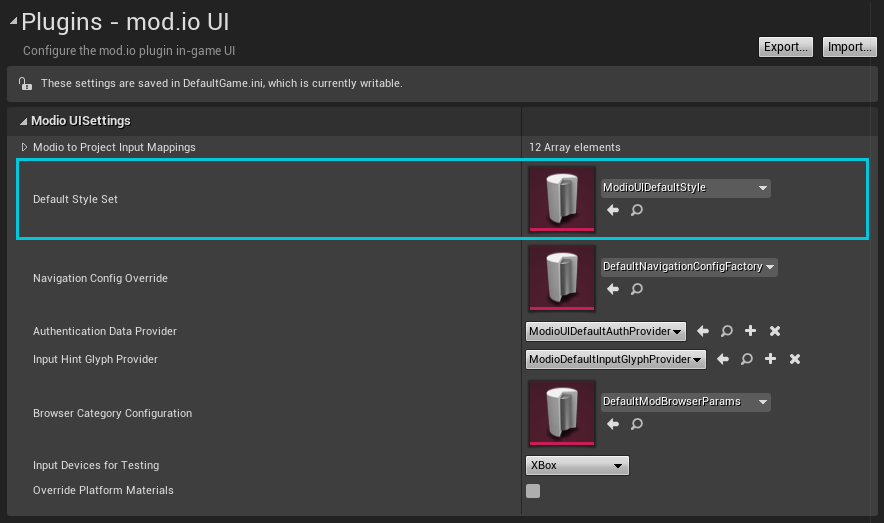 Plugins - mod.io UI
Configure the mod.io plugin in-game UI
Export...
Import...
These settings are saved in DefaultGame.ini, which is currently writable.
Modio UISettings
Modio to Project Input Mappings
12 Array elements
Default Style Set
ModioUIDefaultStyle
Navigation Config Override
DefaultNavigationConfigFactory
Authentication Data Provider
ModioUIDefaultAuthProvider
Input Hint Glyph Provider
ModioDefaultInputGlyphProvider
Browser Category Configuration
DefaultModBrowserParams
Input Devices for Testing
XBox
Override Platform Materials